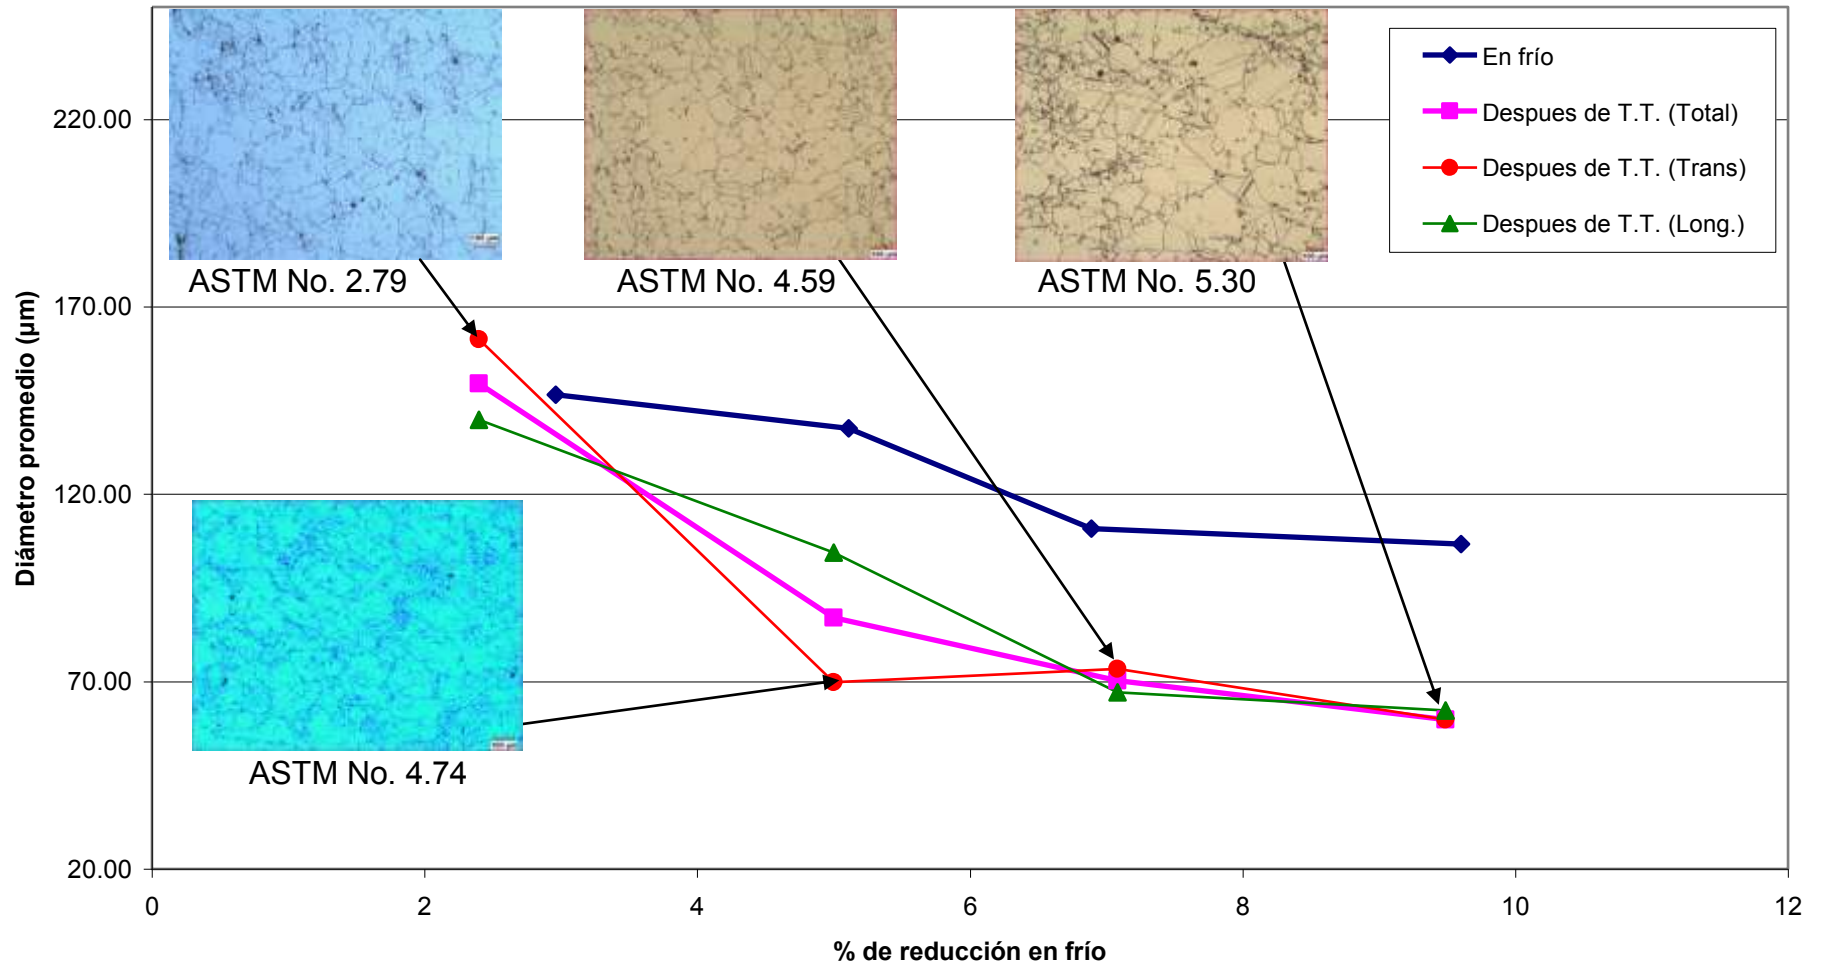 En frío
Despues de T.T. (Total)
Despues de T.T. (Trans)
Despues de T.T. (Long.)
ASTM No. 2.79
ASTM No. 4.59
ASTM No. 5.30
ASTM No. 4.74
Diámetro promedio (µm)
220.00
170.00
120.00
70.00
20.00
0
2
4
6
8
10
12
% de reducción en frío